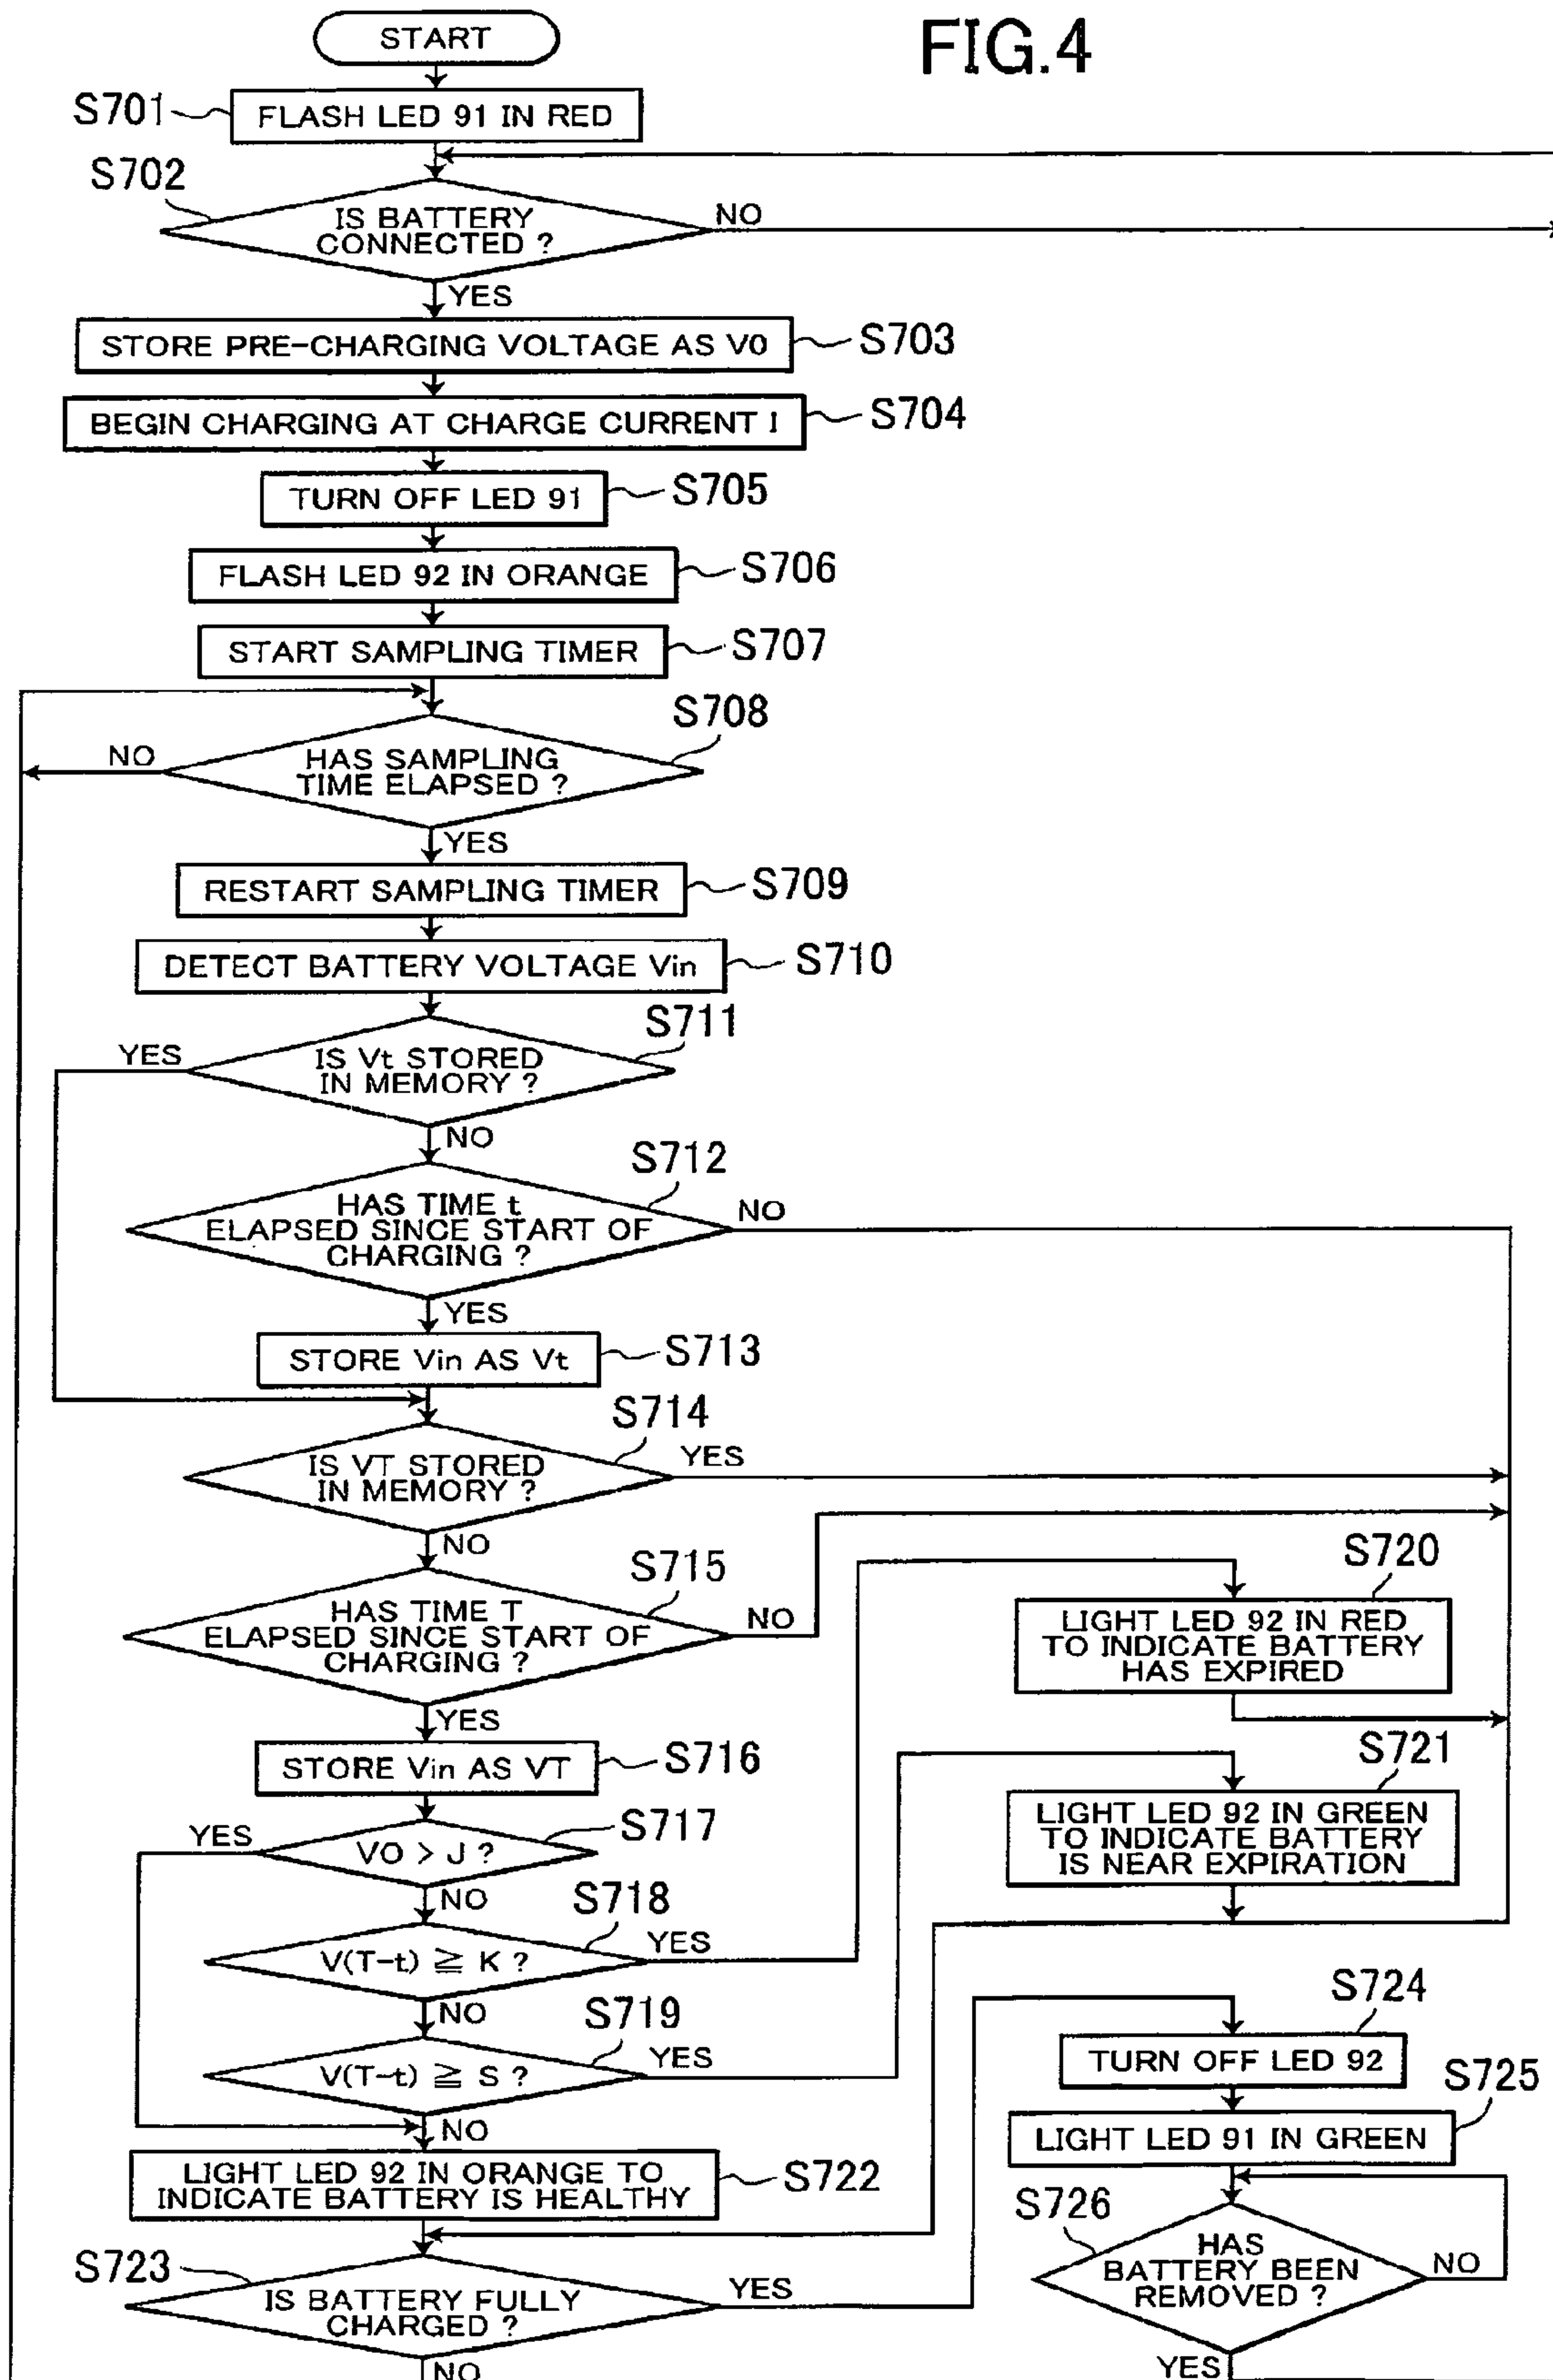 FIG.4
START
S701
FLASH LED 91 IN RED
S702
IS BATTERY
CONNECTED ?
NO
YES
STORE PRE-CHARGING VOLTAGE AS V0
S703
BEGIN CHARGING AT CHARGE CURRENT I
S704
TURN OFF LED 91
S705
FLASH LED 92 IN ORANGE
S706
START SAMPLING TIMER
S707
S708
HAS SAMPLING
TIME ELAPSED ?
NO
YES
RESTART SAMPLING TIMER
S709
DETECT BATTERY VOLTAGE Vin
S710
S711
IS Vt STORED
IN MEMORY ?
YES
NO
S712
HAS TIME t
ELAPSED SINCE START OF
CHARGING ?
NO
YES
STORE Vin AS Vt
S713
S714
IS VT STORED
IN MEMORY ?
YES
NO
S715
HAS TIME T
ELAPSED SINCE START OF
CHARGING ?
NO
YES
STORE Vin AS VT
S716
S717
V0 > J ?
YES
NO
S718
V(T-t) ≧ K ?
YES
NO
S719
V(T-t) ≧ S ?
YES
NO
S720
LIGHT LED 92 IN RED
TO INDICATE BATTERY
HAS EXPIRED
S721
LIGHT LED 92 IN GREEN
TO INDICATE BATTERY
IS NEAR EXPIRATION
LIGHT LED 92 IN ORANGE TO
INDICATE BATTERY IS HEALTHY
S722
S723
IS BATTERY FULLY
CHARGED ?
YES
NO
S724
TURN OFF LED 92
S725
LIGHT LED 91 IN GREEN
S726
HAS
BATTERY BEEN
REMOVED ?
NO
YES